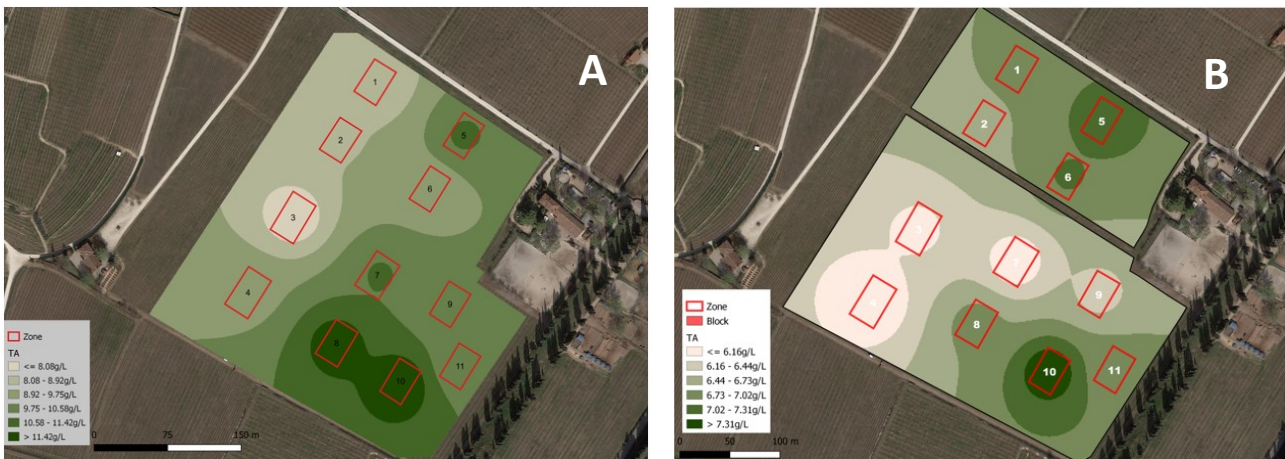 A
1
5
2
6
3
7
4
9
8
11
10
Zone
TA
<= 8.08g/L
8.08 - 8.92g/L
8.92 - 9.75g/L
9.75 - 10.58g/L
10.58 - 11.42g/L
> 11.42g/L
0 75 150 m
B
1
5
2
6
3
7
9
4
8
10
11
Zone
Block
TA
<= 6.16g/L
6.16 - 6.44g/L
6.44 - 6.73g/L
6.73 - 7.02g/L
7.02 - 7.31g/L
> 7.31g/L
0 50 100 m